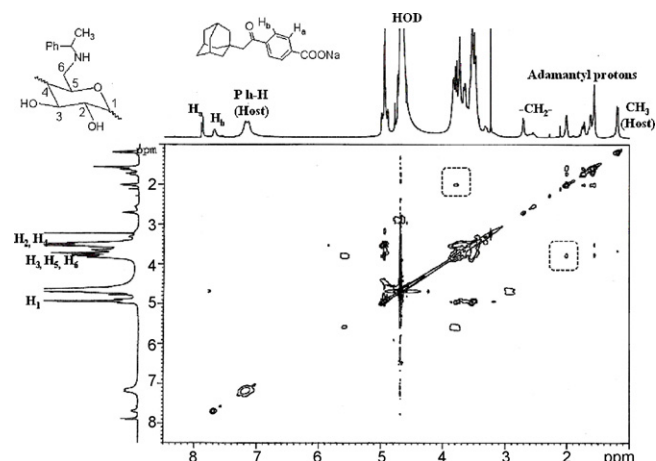 CH₃
Ph
NH
6
5
4
HO
3
2
OH
1
O
O
Hb
Ha
COONa
HOD
Adamantyl protons
-CH₂-
CH₃
(Host)
Ph-H
(Host)
Ha
Hb
ppm
H2, H4
H3, H5, H6
H1
2
3
4
5
6
7
8
8
7
6
5
4
3
2
ppm